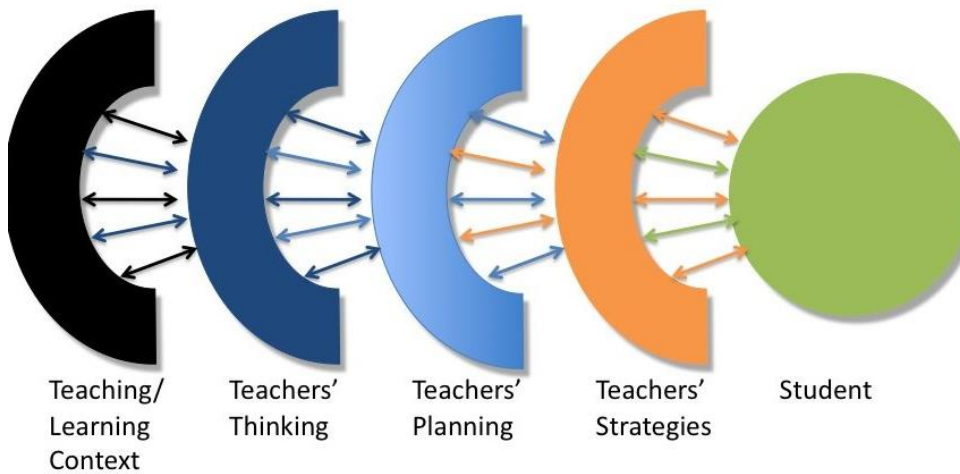 Teaching/
Learning
Context
Teachers’
Thinking
Teachers’
Planning
Teachers’
Strategies
Student